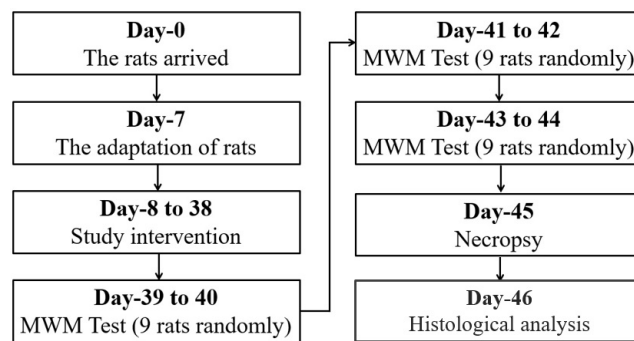 Day-0
The rats arrived
Day-7
The adaptation of rats
Day-8 to 38
Study intervention
Day-39 to 40
MWM Test (9 rats randomly)
Day-41 to 42
MWM Test (9 rats randomly)
Day-43 to 44
MWM Test (9 rats randomly)
Day-45
Necropsy
Day-46
Histological analysis